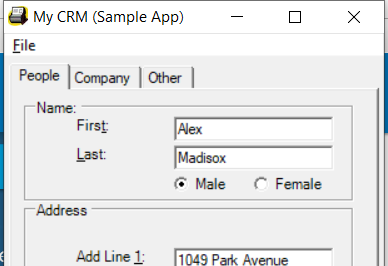 My CRM (Sample App)
File
People Company Other
Name:
First: Alex
Last: Madisox
Male Female
Address
Add Line 1: 1049 Park Avenue